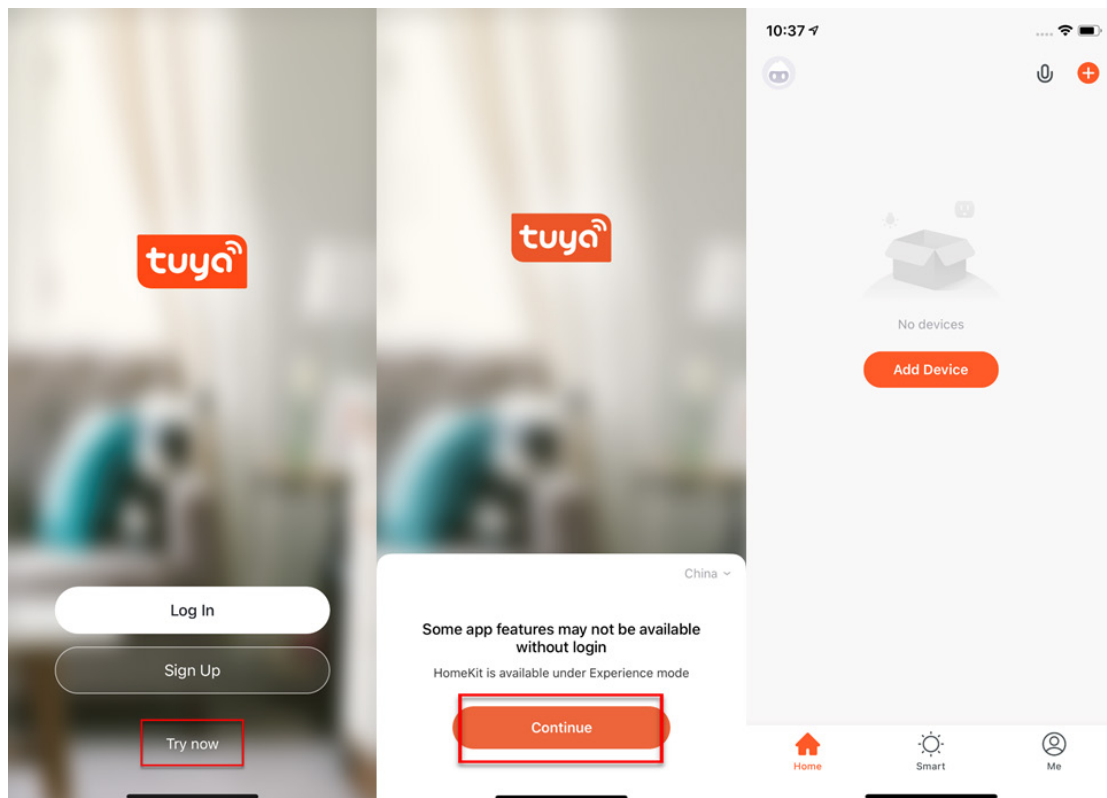 tuya
Log In
Sign Up
Try now
tuya
China
Some app features may not be available
without login
HomeKit is available under Experience mode
Continue
10:37
No devices
Add Device
Home
Smart
Me